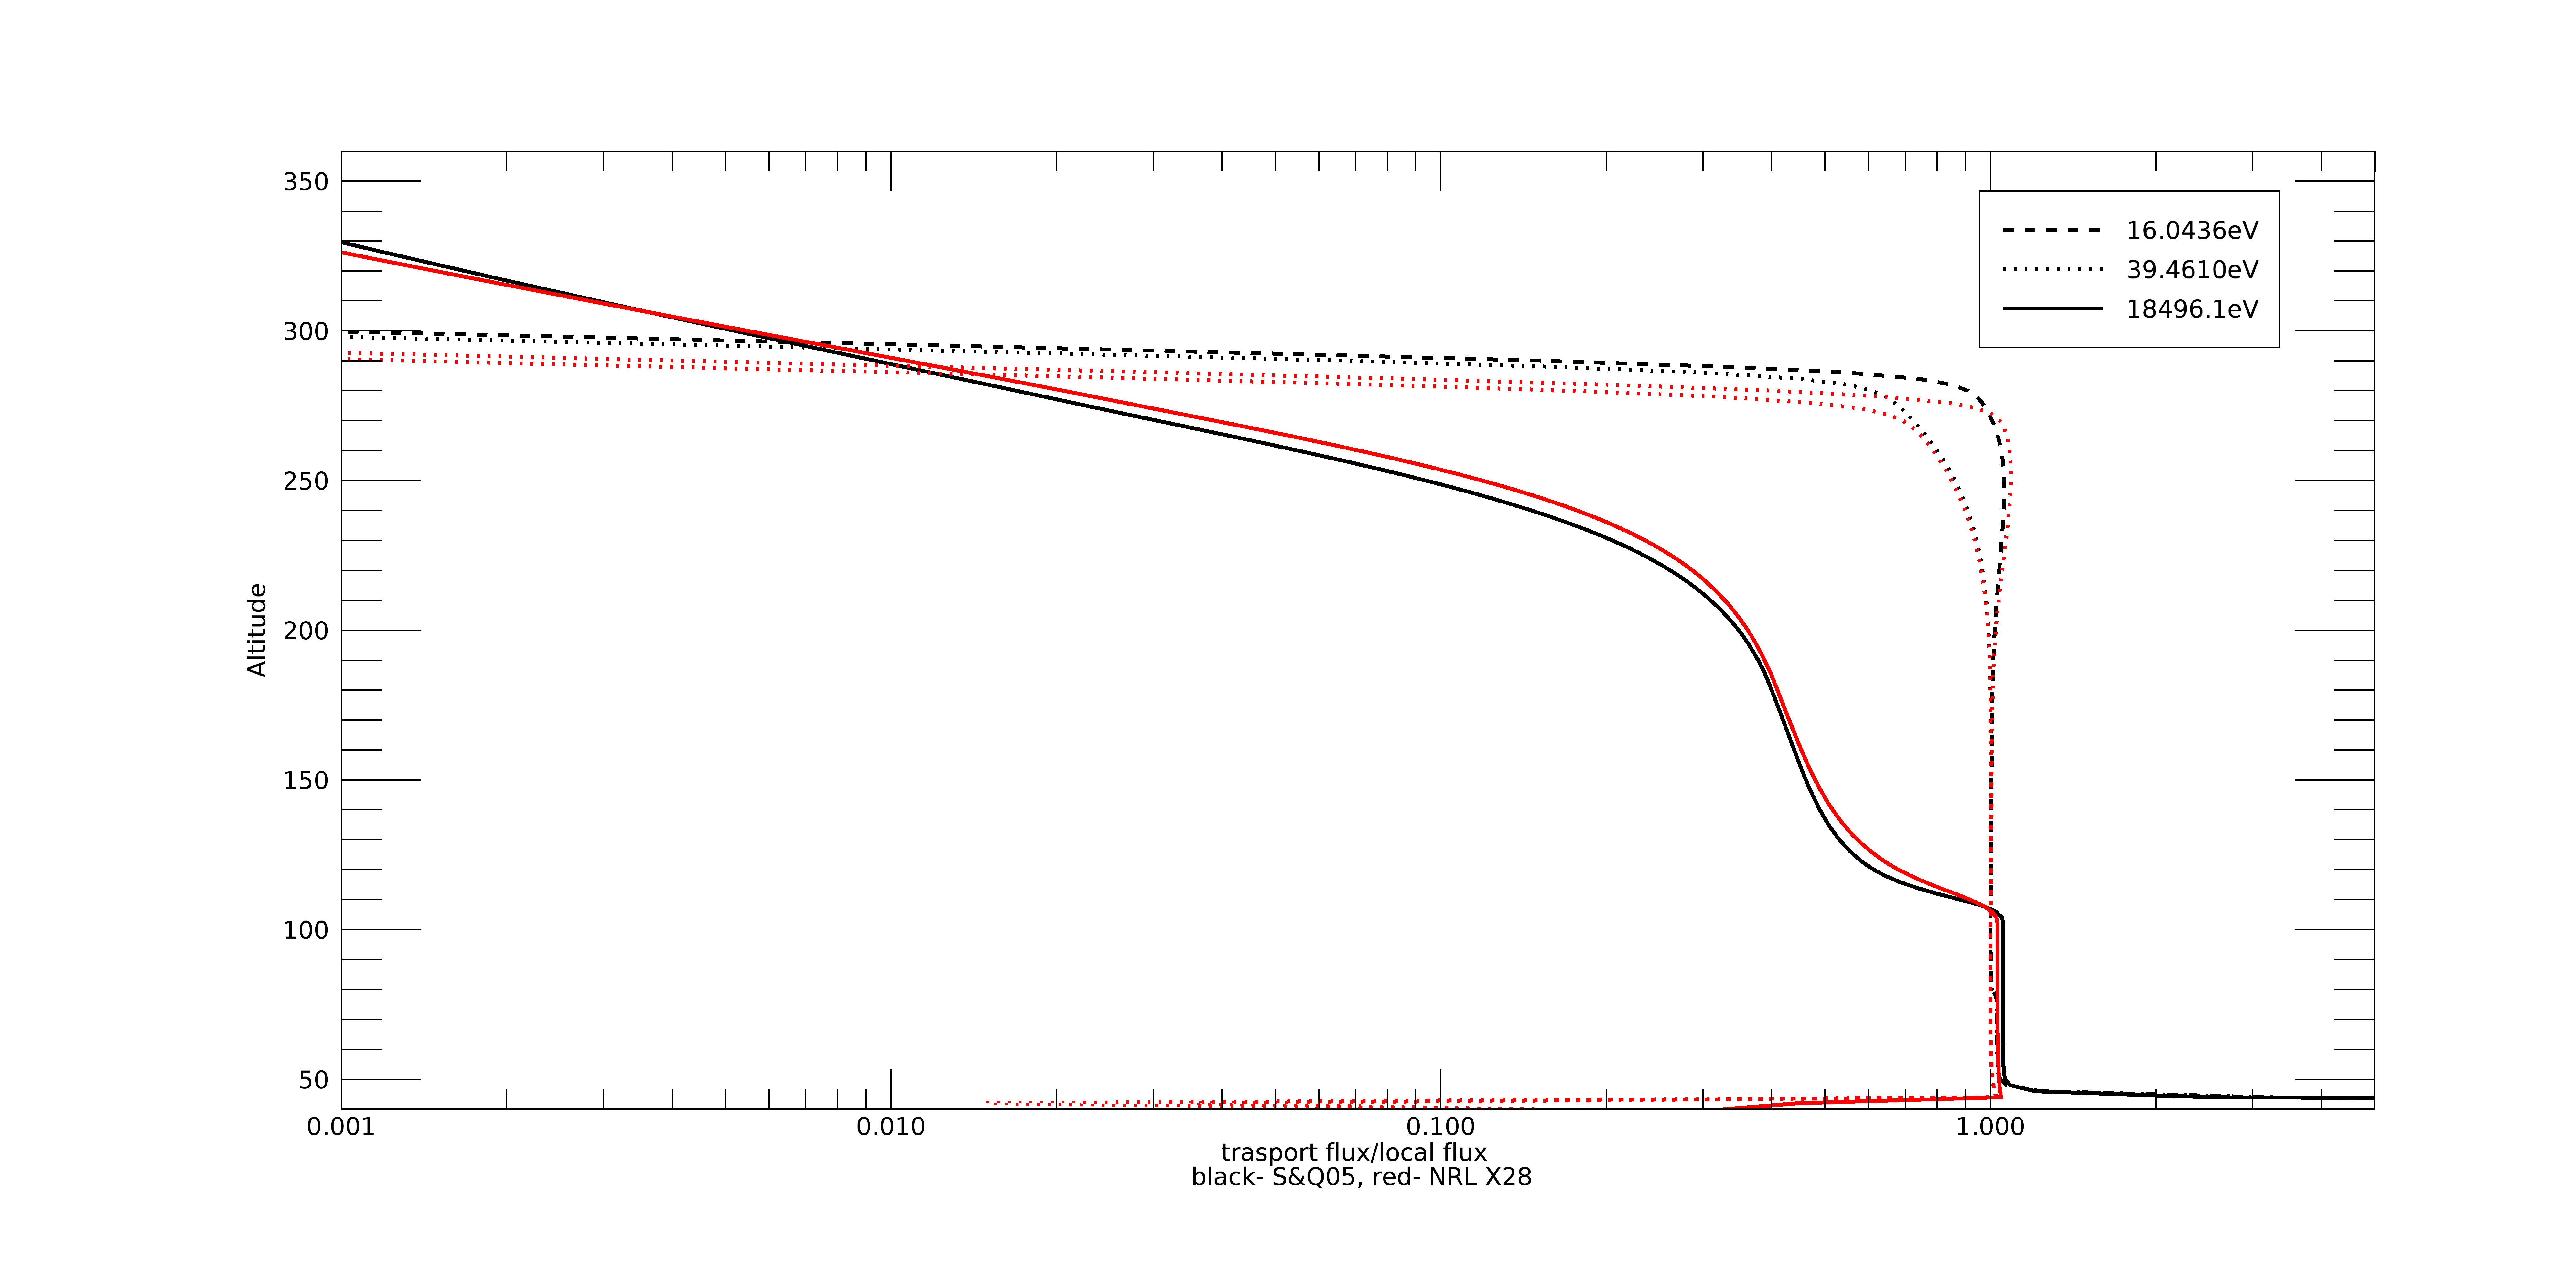 350
300
250
200
150
100
50
Altitude
16.0436eV
39.4610eV
18496.1eV
0.001 0.010 0.100 1.000
trasport flux/local flux
black- S&Q05, red- NRL X28